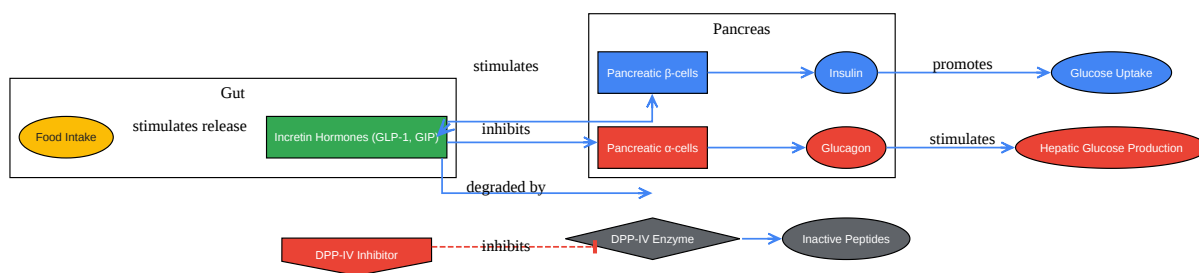 Pancreas
stimulates
Pancreatic β-cells
Insulin
promotes
Glucose Uptake
Gut
Food Intake
stimulates release
Incretin Hormones (GLP-1, GIP)
inhibits
Pancreatic α-cells
Glucagon
stimulates
Hepatic Glucose Production
degraded by
DPP-IV Inhibitor
inhibits
DPP-IV Enzyme
Inactive Peptides